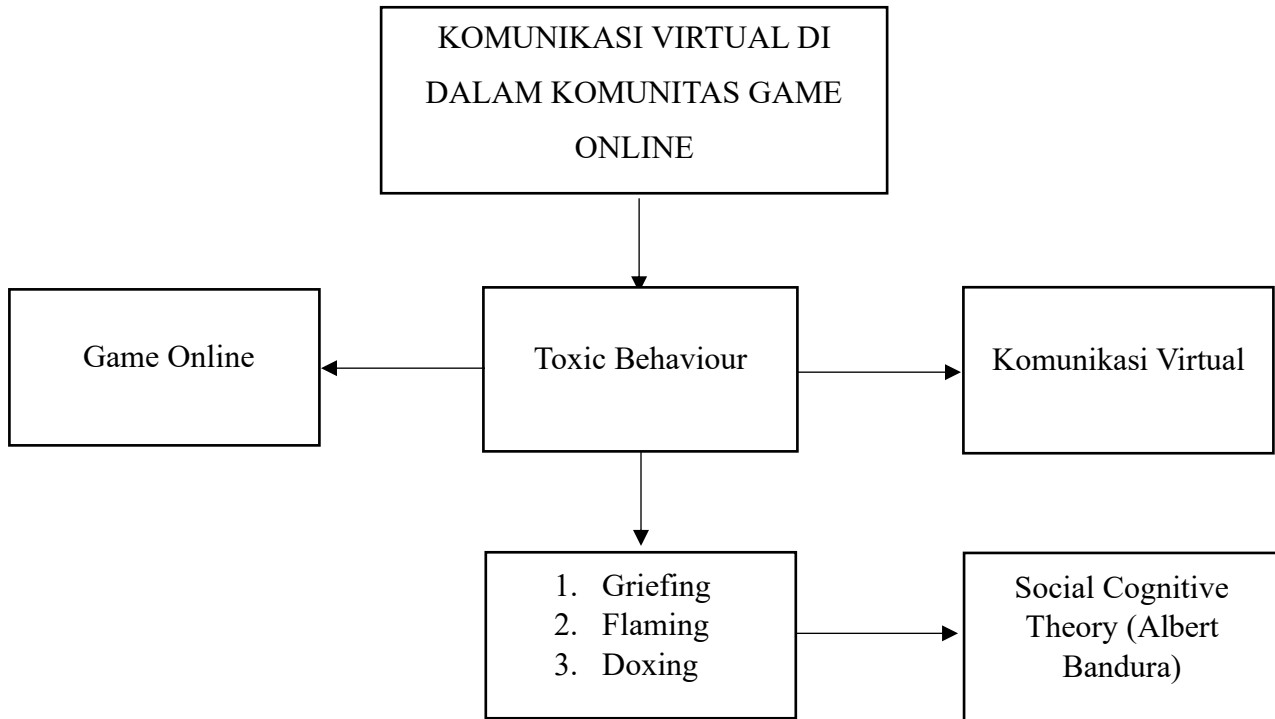 KOMUNIKASI VIRTUAL DI
DALAM KOMUNITAS GAME
ONLINE
Game Online
Toxic Behaviour
Komunikasi Virtual
1. Griefing
2. Flaming
3. Doxing
Social Cognitive
Theory (Albert
Bandura)